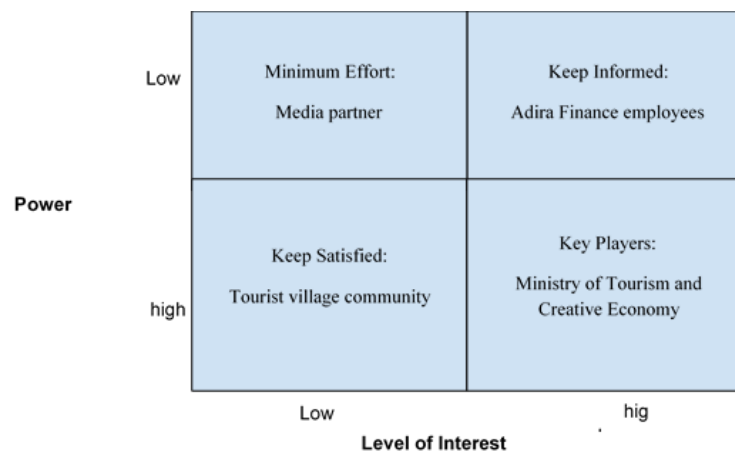 Low
Minimum Effort:
Media partner
Keep Informed:
Adira Finance employees
Power
high
Keep Satisfied:
Tourist village community
Key Players:
Ministry of Tourism and
Creative Economy
Low
hig
Level of Interest